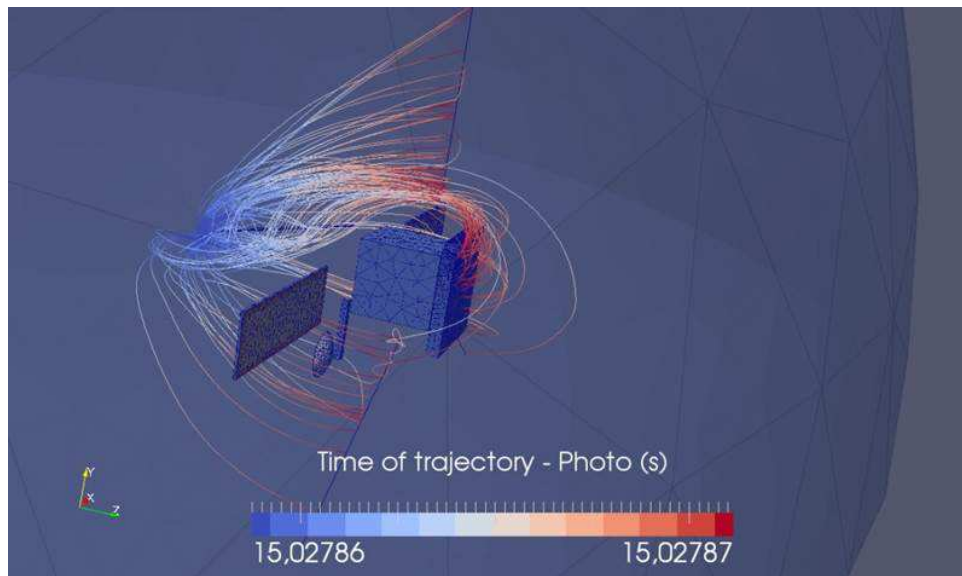 Y
X
Z
Time of trajectory - Photo (s)
15,02786
15,02787